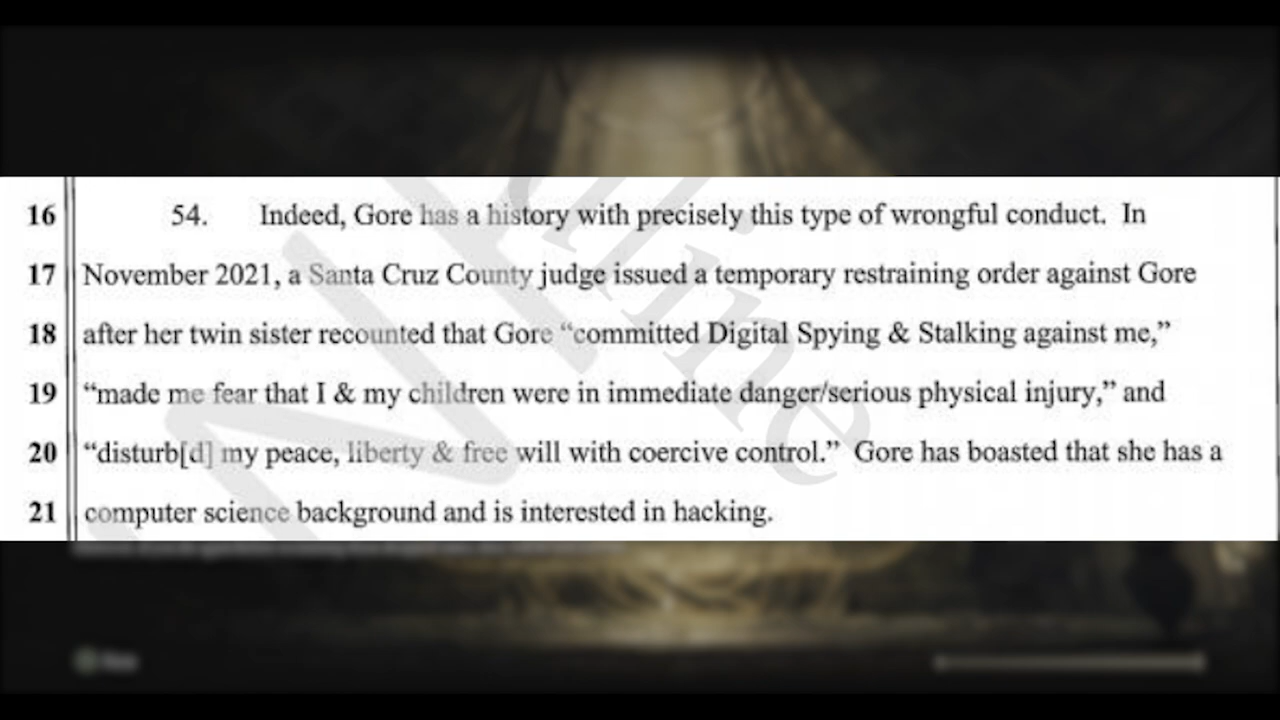 16 54. Indeed, Gore has a history with precisely this type of wrongful conduct. In
17 November 2021, a Santa Cruz County judge issued a temporary restraining order against Gore
18 after her twin sister recounted that Gore “committed Digital Spying & Stalking against me,”
19 “made me fear that I & my children were in immediate danger/serious physical injury,” and
20 “disturb[d] my peace, liberty & free will with coercive control.” Gore has boasted that she has a
21 computer science background and is interested in hacking.